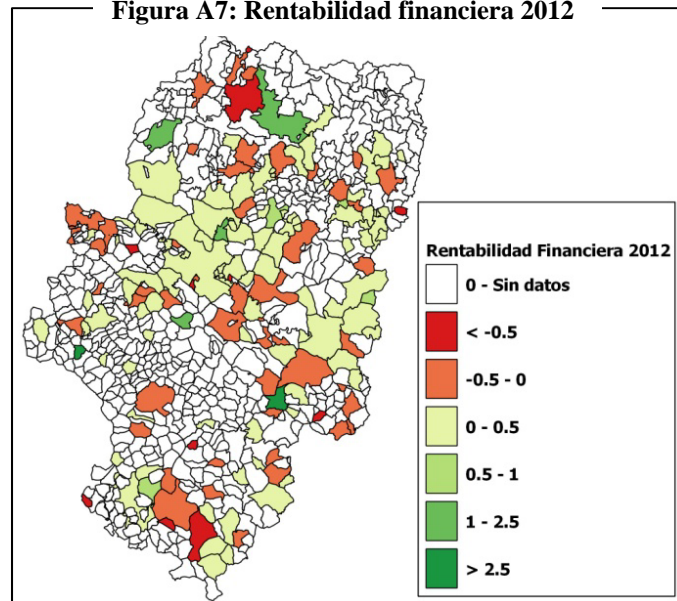 Figura A7: Rentabilidad financiera 2012
Rentabilidad Financiera 2012
0 - Sin datos
< -0.5
-0.5 - 0
0 - 0.5
0.5 - 1
1 - 2.5
> 2.5